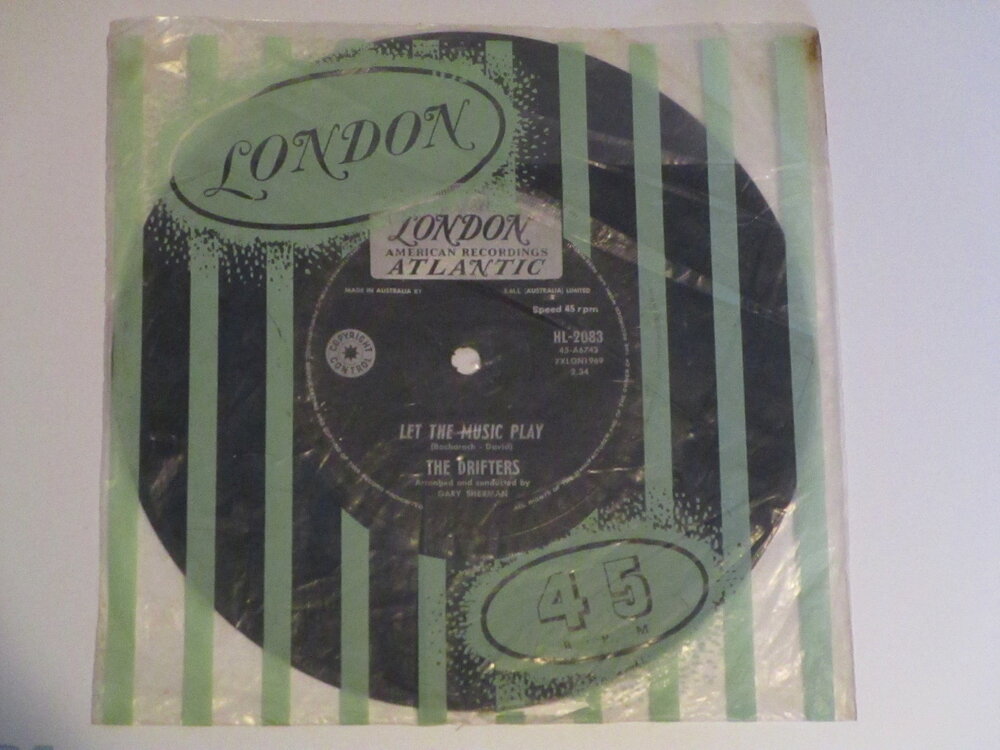 LONDON
LONDON
AMERICAN RECORDINGS
ATLANTIC
MADE IN AUSTRALIA
(AUSTRALIA) LIMITED
Speed 45 rpm
HL-2083
45-A6745
7XLON1969
2.34
COPYRIGHT CONTROL
LET THE MUSIC PLAY
(Bacharach - David)
THE DRIFTERS
Arranged and conducted by
GARY SHERMAN
45
R P M